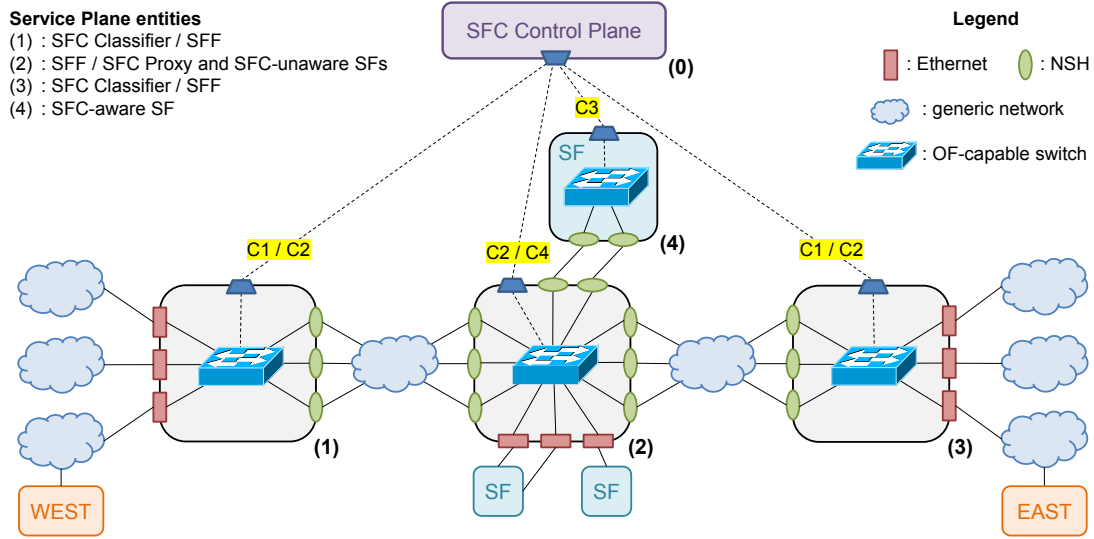 Service Plane entities
(1) : SFC Classifier / SFF
(2) : SFF / SFC Proxy and SFC-unaware SFs
(3) : SFC Classifier / SFF
(4) : SFC-aware SF
SFC Control Plane
(0)
Legend
: Ethernet
: NSH
: generic network
: OF-capable switch
C3
SF
(4)
C1 / C2
C2 / C4
C1 / C2
(1)
(2)
(3)
SF
SF
WEST
EAST